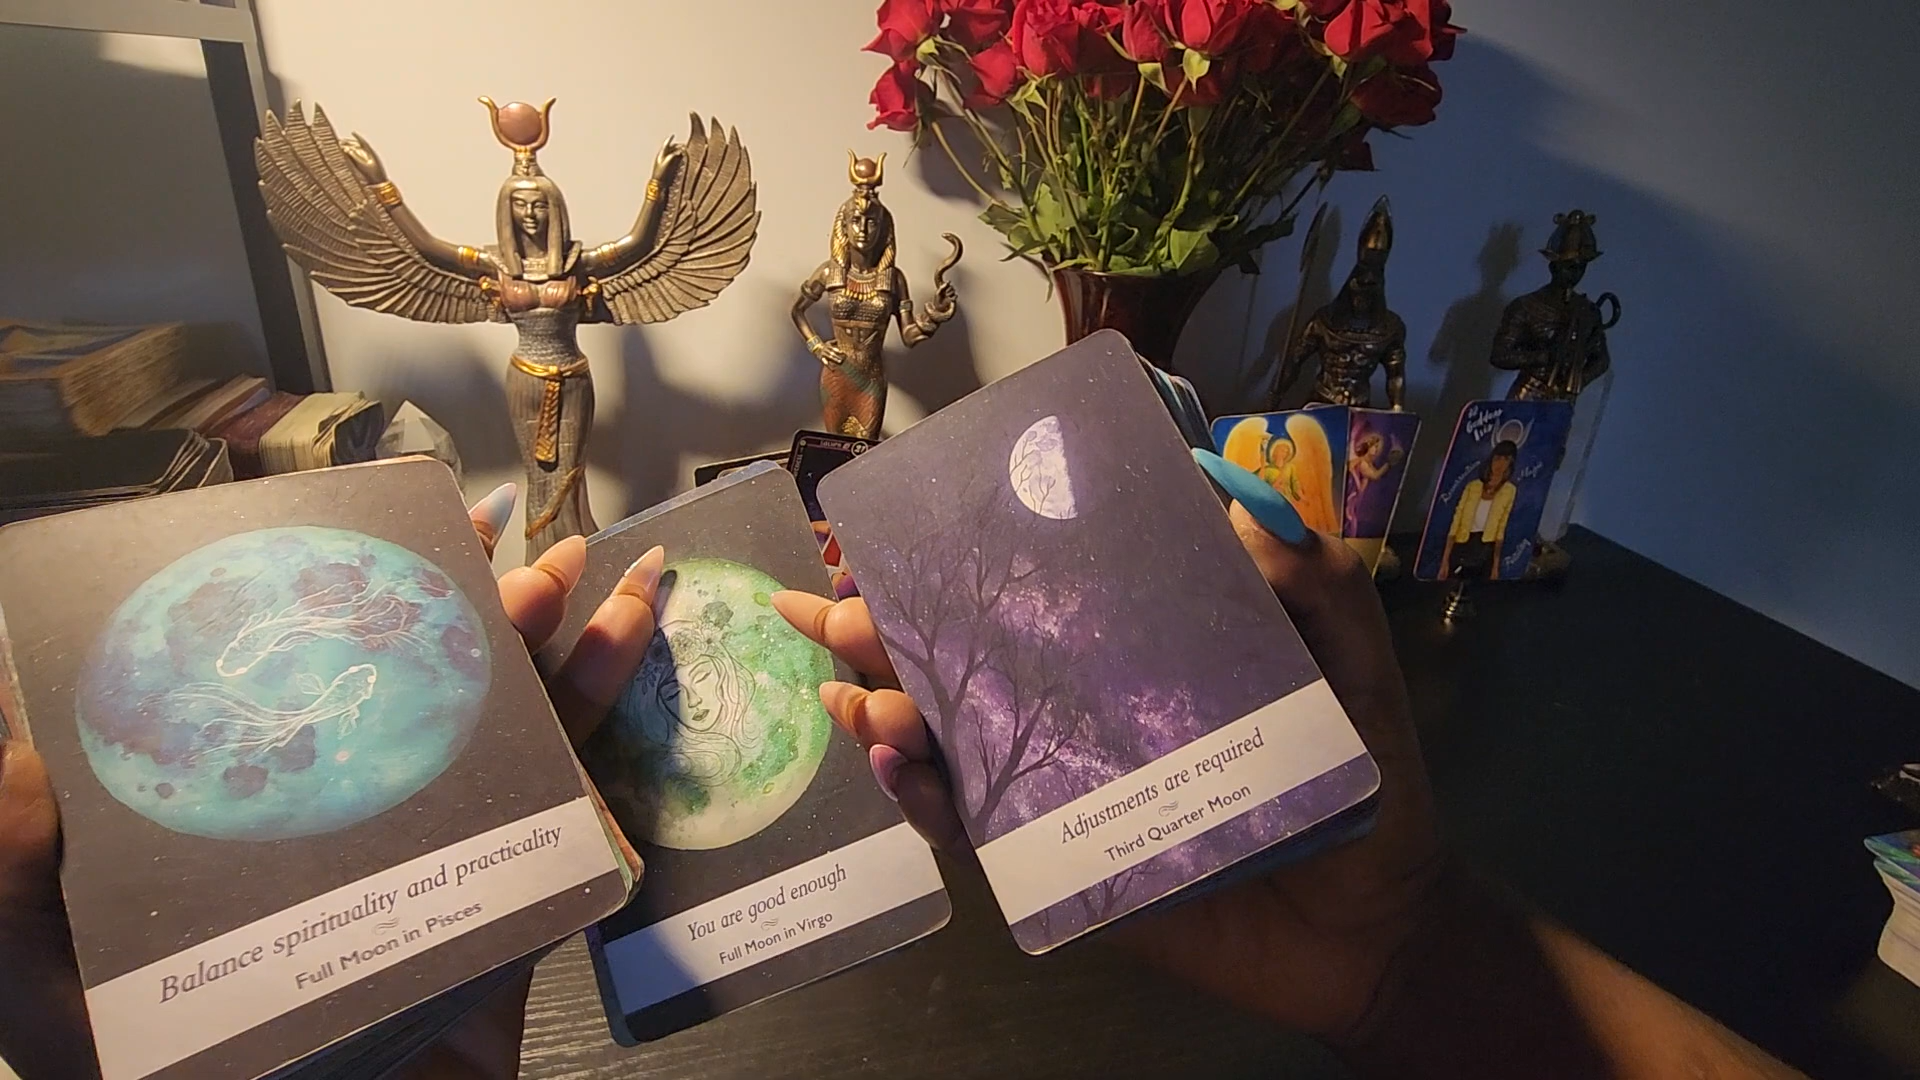 Balance spirituality and practicality
Full Moon in Pisces
You are good enough
Full Moon in Virgo
Adjustments are required
Third Quarter Moon